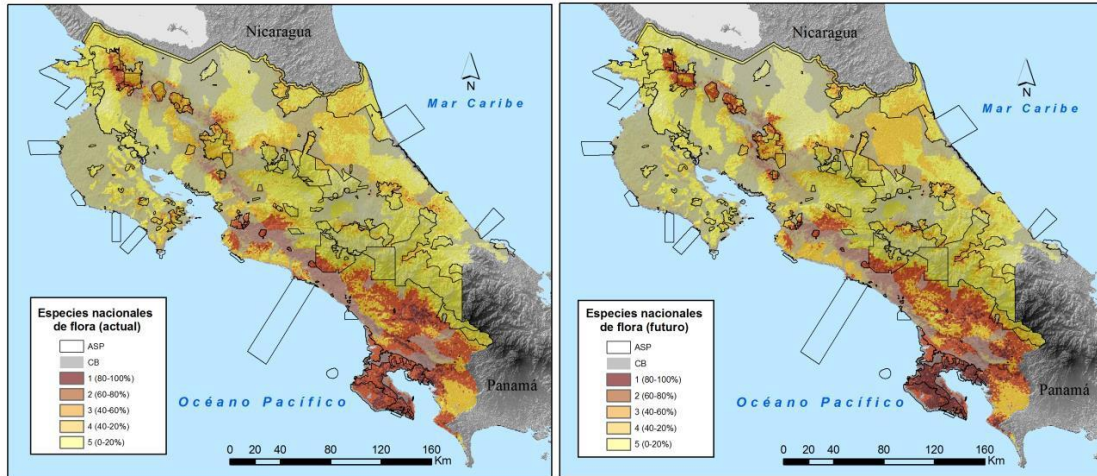 Nicaragua
N
Mar Caribe
Especies nacionales
de flora (actual)
ASP
CB
1 (80-100%)
2 (60-80%)
3 (40-60%)
4 (40-20%)
5 (0-20%)
Panamá
Océano Pacífico
0 20 40 80 120 160
Km
Nicaragua
N
Mar Caribe
Especies nacionales
de flora (futuro)
ASP
CB
1 (80-100%)
2 (60-80%)
3 (40-60%)
4 (40-20%)
5 (0-20%)
Panamá
Océano Pacífico
0 20 40 80 120 160
Km